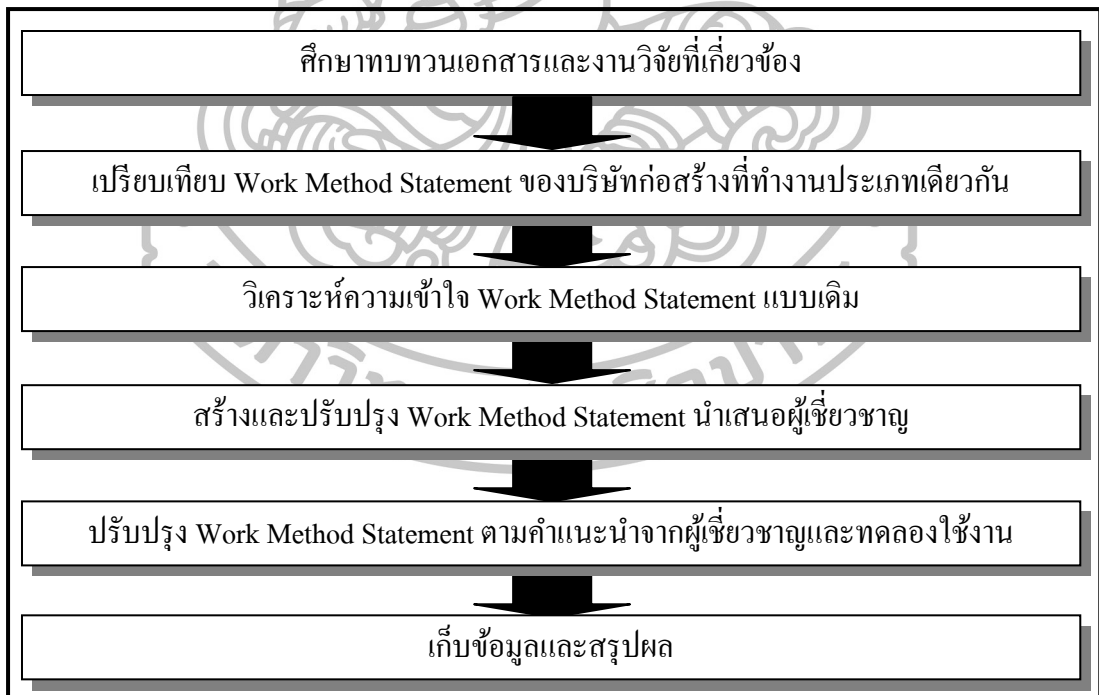 ศึกษาทบทวนเอกสารและงานวิจัยที่เกี่ยวข้อง
เปรียบเทียบ Work Method Statement ของบริษัทก่อสร้างที่ทำงานประเภทเดียวกัน
วิเคราะห์ความเข้าใจ Work Method Statement แบบเดิม
สร้างและปรับปรุง Work Method Statement นำเสนอผู้เชี่ยวชาญ
ปรับปรุง Work Method Statement ตามคำแนะนำจากผู้เชี่ยวชาญและทดลองใช้งาน
เก็บข้อมูลและสรุปผล